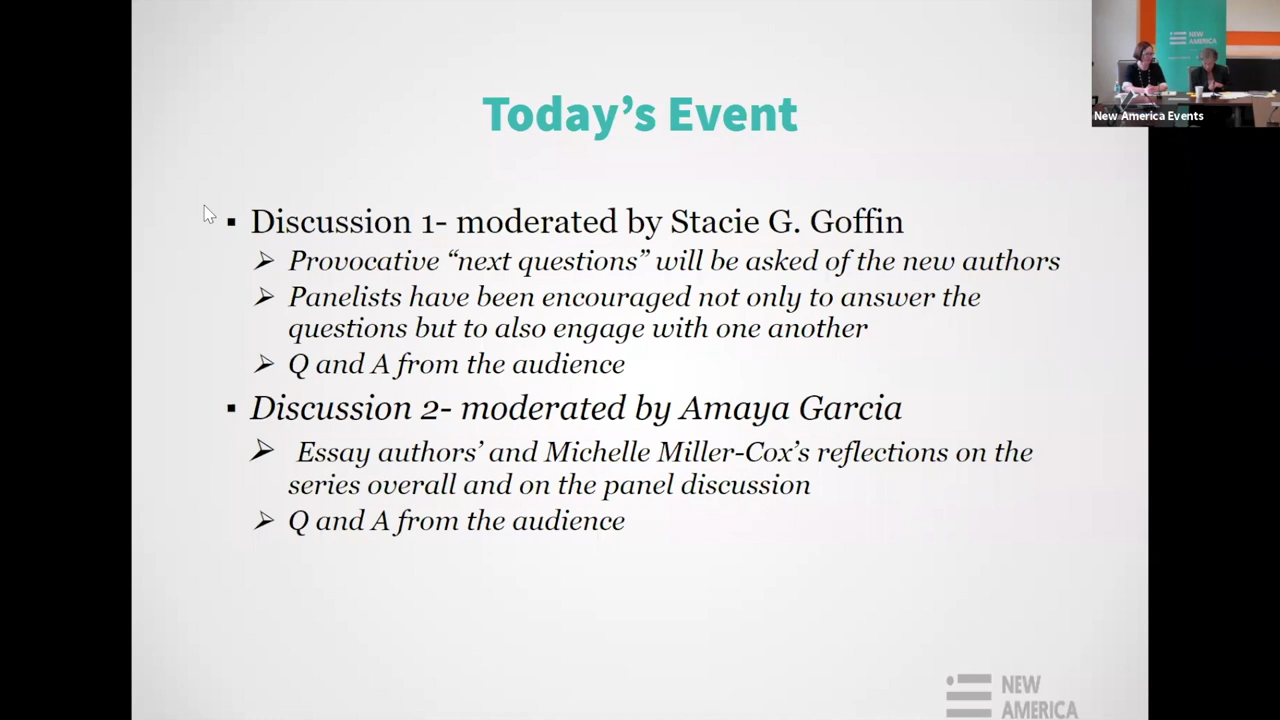 Today’s Event
▪ Discussion 1- moderated by Stacie G. Goffin
➢ Provocative “next questions” will be asked of the new authors
➢ Panelists have been encouraged not only to answer the
questions but to also engage with one another
➢ Q and A from the audience
▪ Discussion 2- moderated by Amaya Garcia
➢ Essay authors’ and Michelle Miller-Cox’s reflections on the
series overall and on the panel discussion
➢ Q and A from the audience
NEW
AMERICA
NEW
AMERICA
New America Events